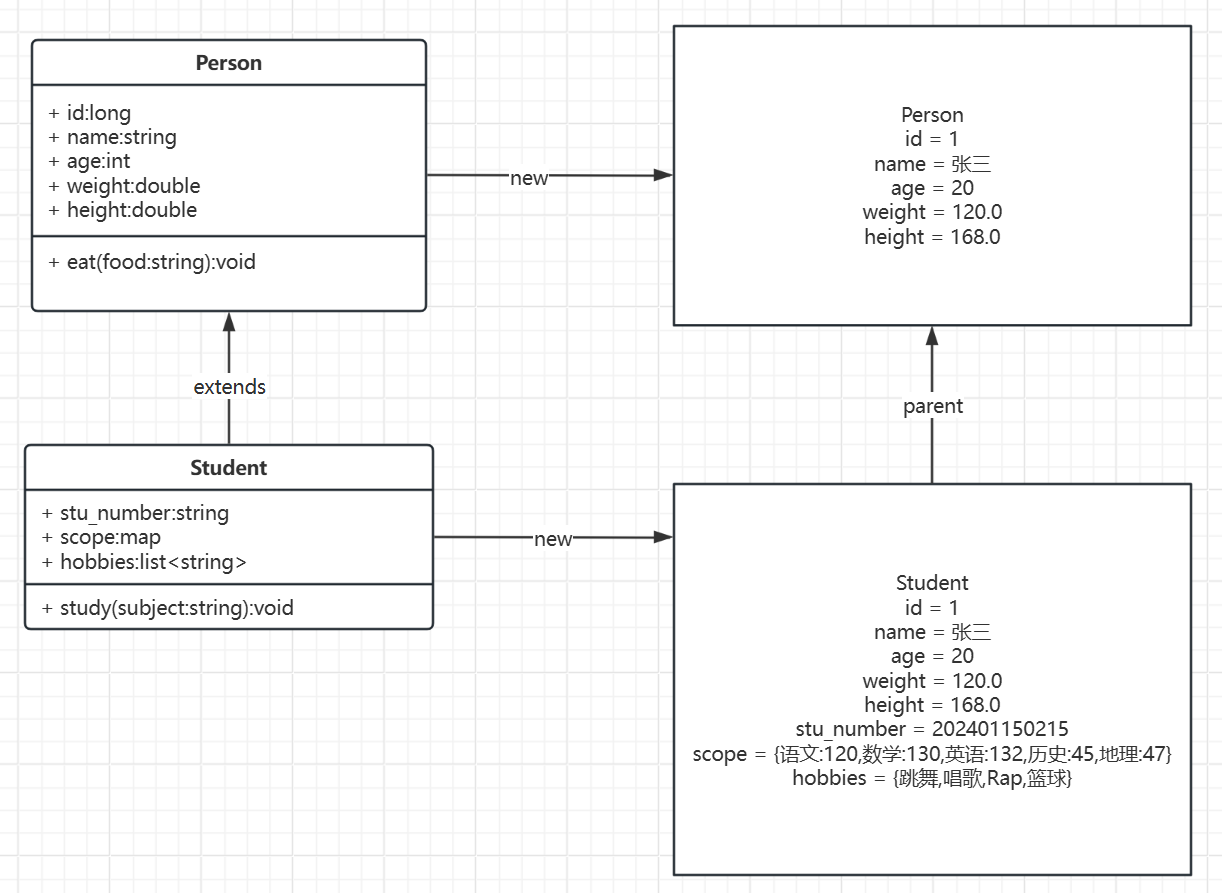 Person
+ id:long
+ name:string
+ age:int
+ weight:double
+ height:double
+ eat(food:string):void
new
Person
id = 1
name = 张三
age = 20
weight = 120.0
height = 168.0
extends
parent
Student
+ stu_number:string
+ scope:map
+ hobbies:list<string>
+ study(subject:string):void
new
Student
id = 1
name = 张三
age = 20
weight = 120.0
height = 168.0
stu_number = 202401150215
scope = {语文:120,数学:130,英语:132,历史:45,地理:47}
hobbies = {跳舞,唱歌,Rap,篮球}